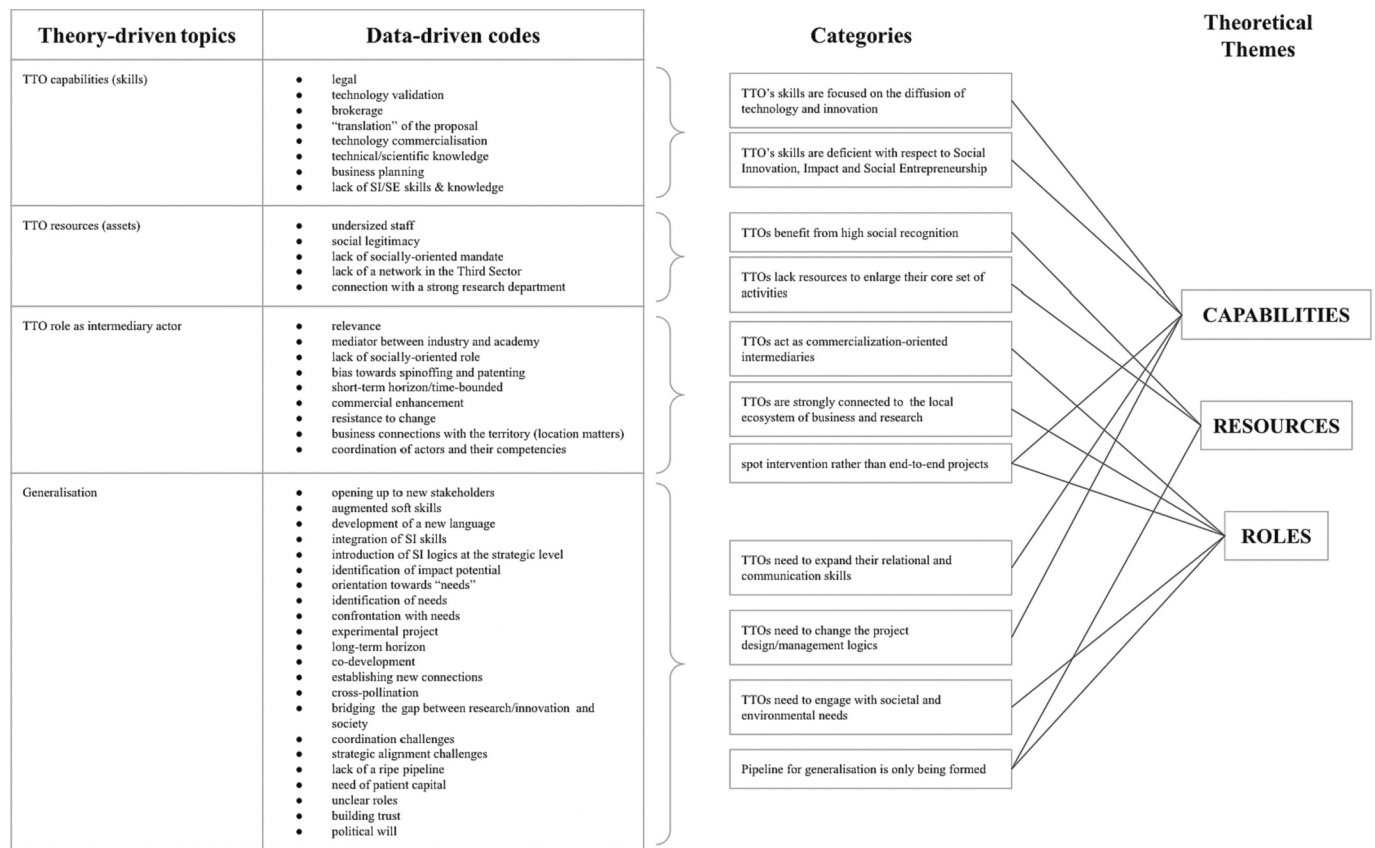 Theory-driven topics
Data-driven codes
Categories
Theoretical
Themes
TTO capabilities (skills)
● legal
● technology validation
● brokerage
● “translation” of the proposal
● technology commercialisation
● technical/scientific knowledge
● business planning
● lack of SI/SE skills & knowledge
TTO resources (assets)
● undersized staff
● social legitimacy
● lack of socially-oriented mandate
● lack of a network in the Third Sector
● connection with a strong research department
TTO role as intermediary actor
● relevance
● mediator between industry and academy
● lack of socially-oriented role
● bias towards spinoffing and patenting
● short-term horizon/time-bounded
● commercial enhancement
● resistance to change
● business connections with the territory (location matters)
● coordination of actors and their competencies
Generalisation
● opening up to new stakeholders
● augmented soft skills
● development of a new language
● integration of SI skills
● introduction of SI logics at the strategic level
● identification of impact potential
● orientation towards “needs”
● identification of needs
● confrontation with needs
● experimental project
● long-term horizon
● co-development
● establishing new connections
● cross-pollination
● bridging the gap between research/innovation and
society
● coordination challenges
● strategic alignment challenges
● lack of a ripe pipeline
● need of patient capital
● unclear roles
● building trust
● political will
TTO’s skills are focused on the diffusion of
technology and innovation
TTO’s skills are deficient with respect to Social
Innovation, Impact and Social Entrepreneurship
TTOs benefit from high social recognition
TTOs lack resources to enlarge their core set of
activities
TTOs act as commercialization-oriented
intermediaries
TTOs are strongly connected to the local
ecosystem of business and research
spot intervention rather than end-to-end projects
TTOs need to expand their relational and
communication skills
TTOs need to change the project
design/management logics
TTOs need to engage with societal and
environmental needs
Pipeline for generalisation is only being formed
CAPABILITIES
RESOURCES
ROLES